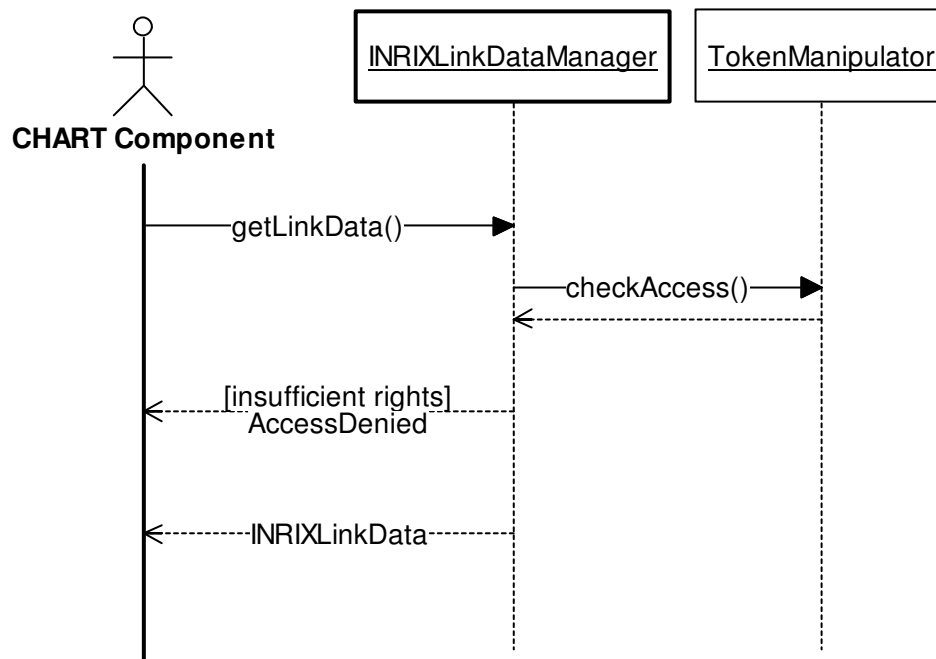 INRIXLinkDataManager
TokenManipulator
CHART Component
getLinkData()
checkAccess()
[insufficient rights]
AccessDenied
INRIXLinkData